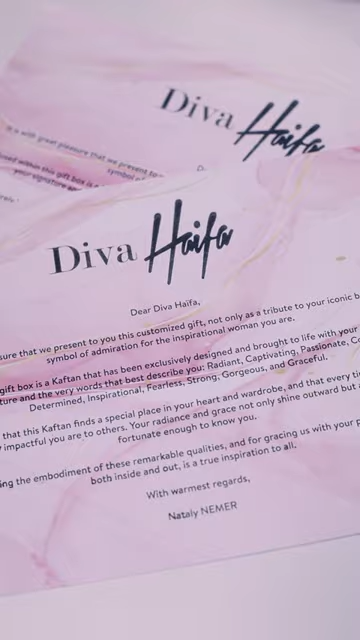 Diva Haifa
it is with great pleasure that we present to
symbol of
within this gift box is a
your signature
Diva Haifa
Dear Diva Haïfa,
sure that we present to you this customized gift, not only as a tribute to your iconic
symbol of admiration for the inspirational woman you are.
gift box is a Kaftan that has been exclusively designed and brought to life with your
ture and the very words that best describe you: Radiant, Captivating, Passionate,
Determined, Inspirational, Fearless, Strong, Gorgeous, and Graceful.
that this Kaftan finds a special place in your heart and wardrobe, and that every
impactful you are to others. Your radiance and grace not only shine outward but
fortunate enough to know you.
ing the embodiment of these remarkable qualities, and for gracing us with your
both inside and out, is a true inspiration to all.
With warmest regards,
Nataly NEMER